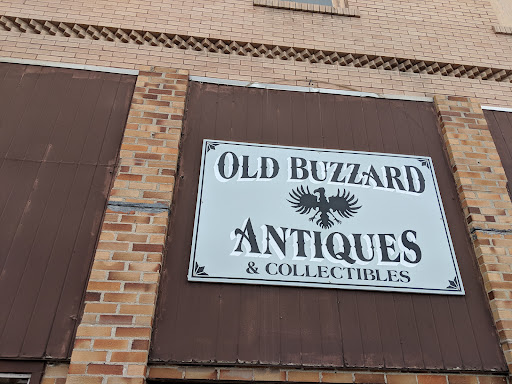 OLD BUZZARD
ANTIQUES
& COLLECTIBLES